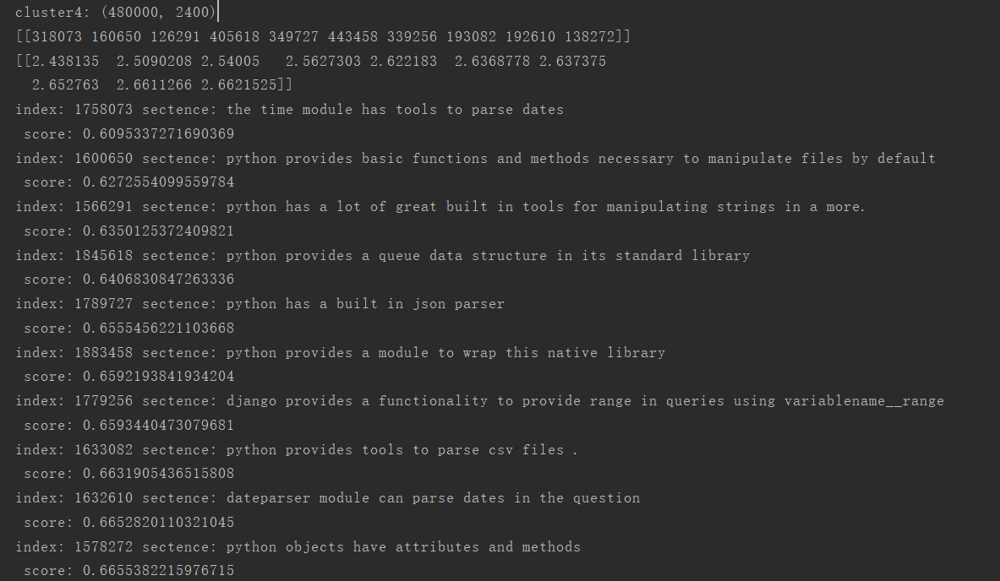 cluster4: (480000, 2400)
[[318073 160650 126291 405618 349727 443458 339256 193082 192610 138272]]
[[2.438135  2.5090208 2.54005   2.5627303 2.622183  2.6368778 2.637375
  2.652763  2.6611266 2.6621525]]
index: 1758073 sectence: the time module has tools to parse dates
 score: 0.6095337271690369
index: 1600650 sectence: python provides basic functions and methods necessary to manipulate files by default
 score: 0.6272554099559784
index: 1566291 sectence: python has a lot of great built in tools for manipulating strings in a more.
 score: 0.6350125372409821
index: 1845618 sectence: python provides a queue data structure in its standard library
 score: 0.6406830847263336
index: 1789727 sectence: python has a built in json parser
 score: 0.6555456221103668
index: 1883458 sectence: python provides a module to wrap this native library
 score: 0.6592193841934204
index: 1779256 sectence: django provides a functionality to provide range in queries using variablename__range
 score: 0.6593440473079681
index: 1633082 sectence: python provides tools to parse csv files .
 score: 0.6631905436515808
index: 1632610 sectence: dateparser module can parse dates in the question
 score: 0.6652820110321045
index: 1578272 sectence: python objects have attributes and methods
 score: 0.6655382215976715